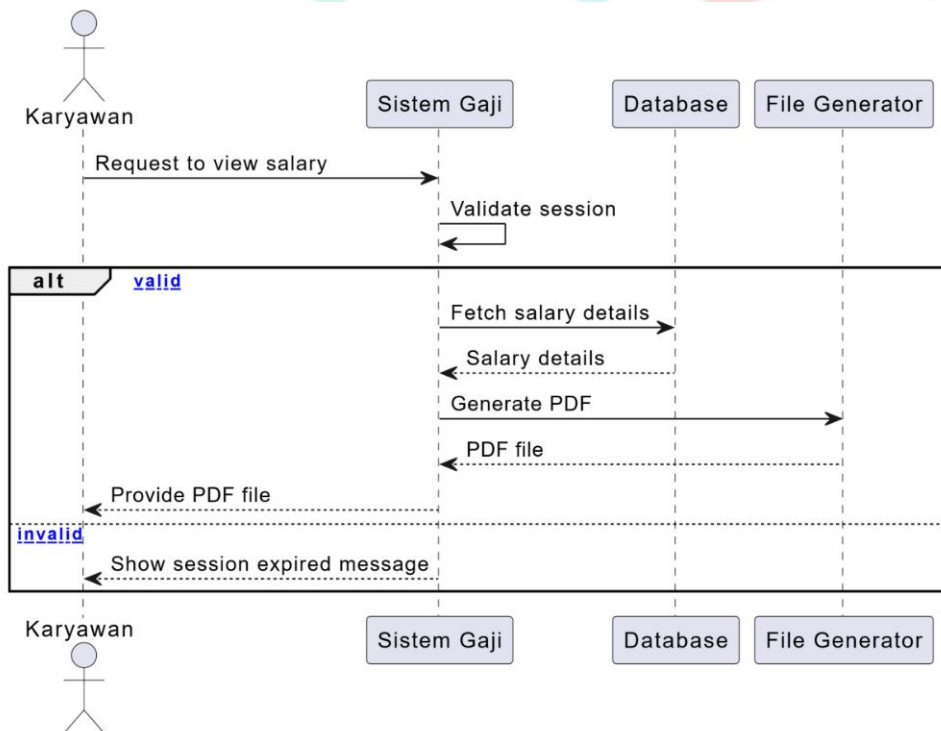 Karyawan
Sistem Gaji
Database
File Generator
Request to view salary
Validate session
alt
valid
Fetch salary details
Salary details
Generate PDF
PDF file
Provide PDF file
invalid
Show session expired message
Karyawan
Sistem Gaji
Database
File Generator